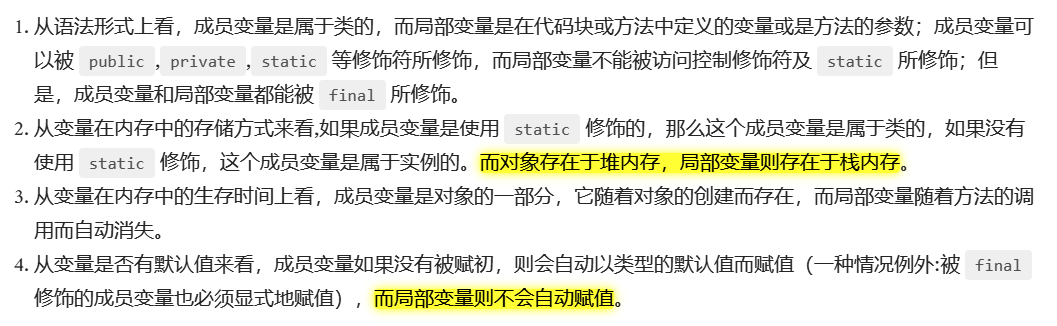 1. 从语法形式上看，成员变量是属于类的，而局部变量是在代码块或方法中定义的变量或是方法的参数；成员变量可
以被 public ,private ,static 等修饰符所修饰，而局部变量不能被访问控制修饰符及 static 所修饰；但
是，成员变量和局部变量都能被 final 所修饰。
2. 从变量在内存中的存储方式来看,如果成员变量是使用 static 修饰的，那么这个成员变量是属于类的，如果没有
使用 static 修饰，这个成员变量是属于实例的。而对象存在于堆内存，局部变量则存在于栈内存。
3. 从变量在内存中的生存时间上看，成员变量是对象的一部分，它随着对象的创建而存在，而局部变量随着方法的调
用而自动消失。
4. 从变量是否有默认值来看，成员变量如果没有被赋初，则会自动以类型的默认值而赋值（一种情况例外:被 final
修饰的成员变量也必须显式地赋值），而局部变量则不会自动赋值。